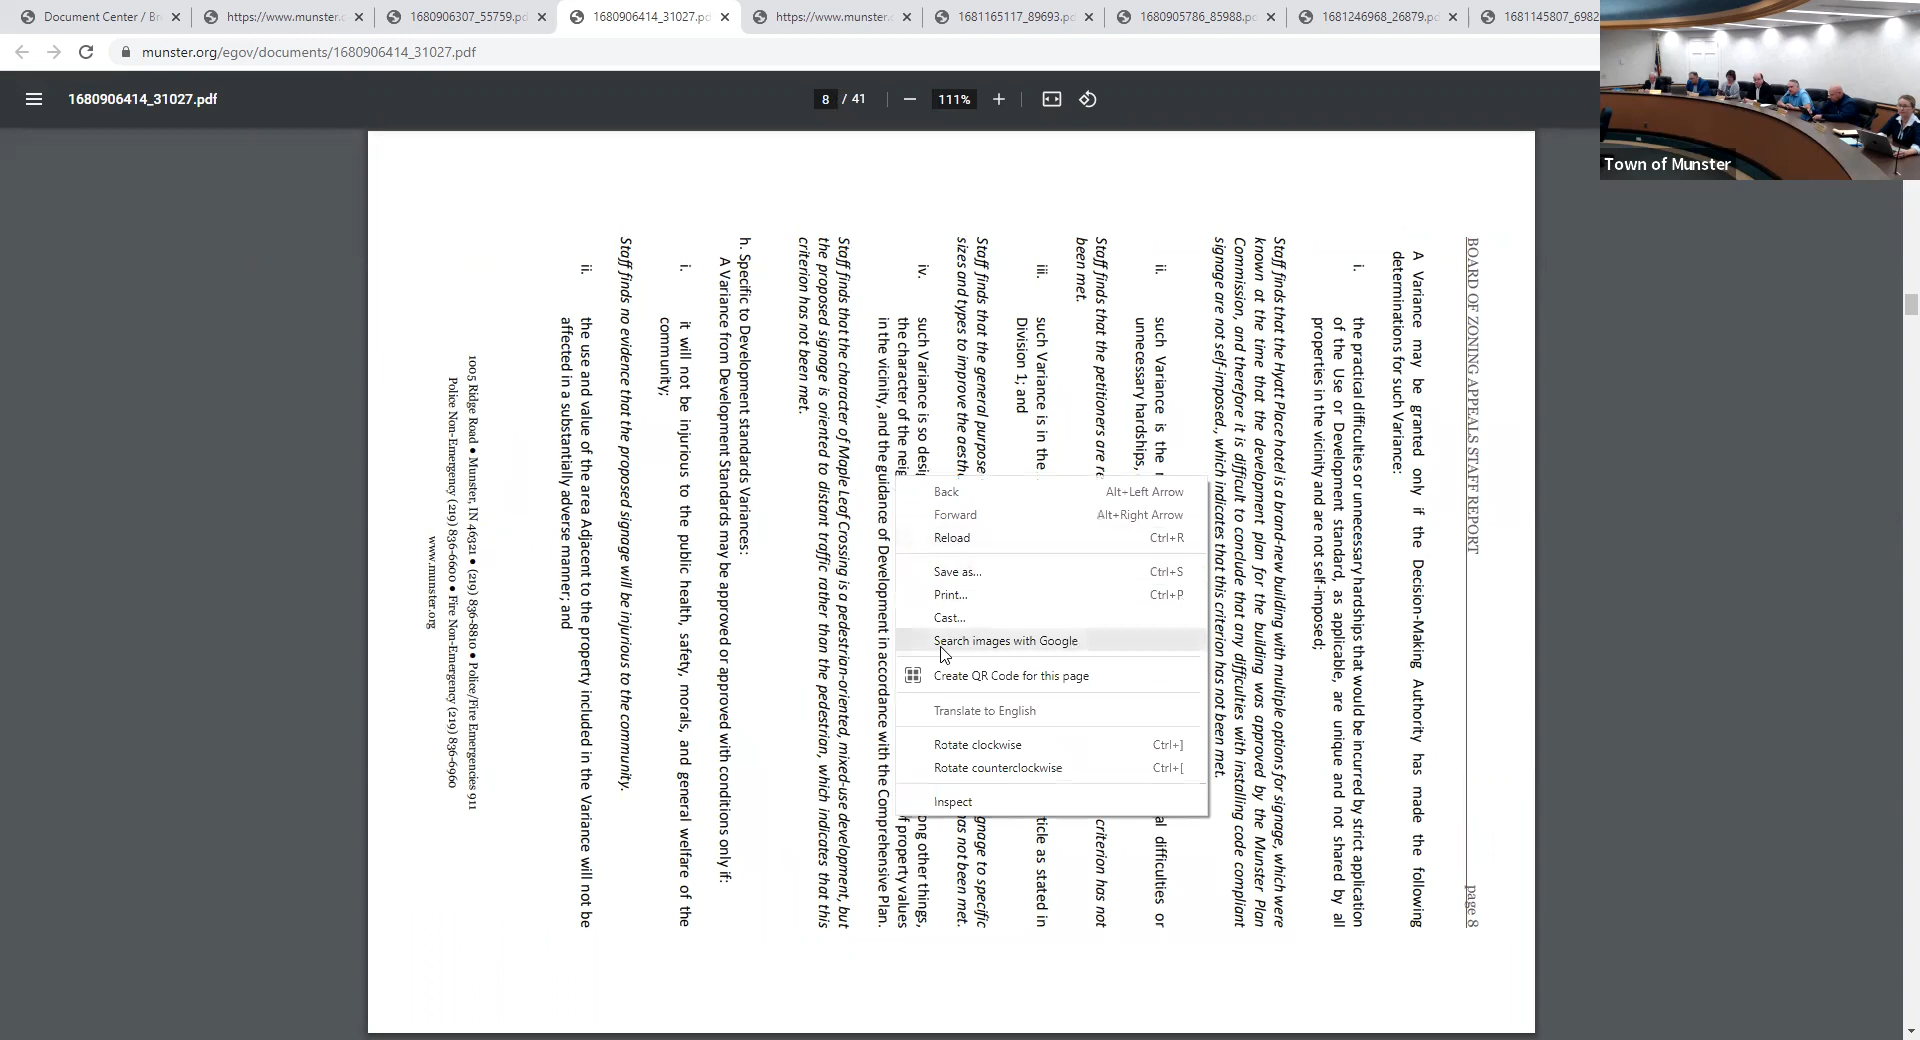 Document Center / Br
https://www.munster.
1680906307_55759.pd
1680906414_31027.pd
https://www.munster.
1681165117_89693.pd
1680905786_85988.pd
1681246968_26879.pd
1681145807_6982
munster.org/egov/documents/1680906414_31027.pdf
1680906414_31027.pdf
8 / 41
111%
Town of Munster
BOARD OF ZONING APPEALS STAFF REPORT page 8
A Variance may be granted only if the Decision-Making Authority has made the following
determinations for such Variance:
i. the practical difficulties or unnecessary hardships that would be incurred by strict application
of the Use or Development standard, as applicable, are unique and not shared by all
properties in the vicinity and are not self-imposed;
Staff finds that the Hyatt Place hotel is a brand-new building with multiple options for signage, which were
known at the time that the development plan for the building was approved by the Munster Plan
Commission, and therefore it is difficult to conclude that any difficulties with installing code compliant
signage are not self-imposed., which indicates that this criterion has not been met.
ii. such Variance is the al difficulties or
unnecessary hardships,
Staff finds that the petitioners are criterion has not
been met.
iii. such Variance is in the ticle as stated in
Division 1; and
Staff finds that the general purpose gnage to specific
sizes and types to improve the aesthe as not been met.
iv. such Variance is so desig ong other things,
the character of the neig f property values
in the vicinity, and the guidance of Development in accordance with the Comprehensive Plan.
Staff finds that the character of Maple Leaf Crossing is a pedestrian-oriented, mixed-use development, but
the proposed signage is oriented to distant traffic rather than the pedestrian, which indicates that this
criterion has not been met.
h. Specific to Development standards Variances:
A Variance from Development Standards may be approved or approved with conditions only if:
i. it will not be injurious to the public health, safety, morals, and general welfare of the
community;
Staff finds no evidence that the proposed signage will be injurious to the community.
ii. the use and value of the area Adjacent to the property included in the Variance will not be
affected in a substantially adverse manner; and
1005 Ridge Road ● Munster, IN 46321 ● (219) 836-8810 ● Police/Fire Emergencies 911
Police Non-Emergency (219) 836-6600 ● Fire Non-Emergency (219) 836-6960
www.munster.org
Back Alt+Left Arrow
Forward Alt+Right Arrow
Reload Ctrl+R
Save as... Ctrl+S
Print... Ctrl+P
Cast...
Search images with Google
Create QR Code for this page
Translate to English
Rotate clockwise Ctrl+]
Rotate counterclockwise Ctrl+[
Inspect